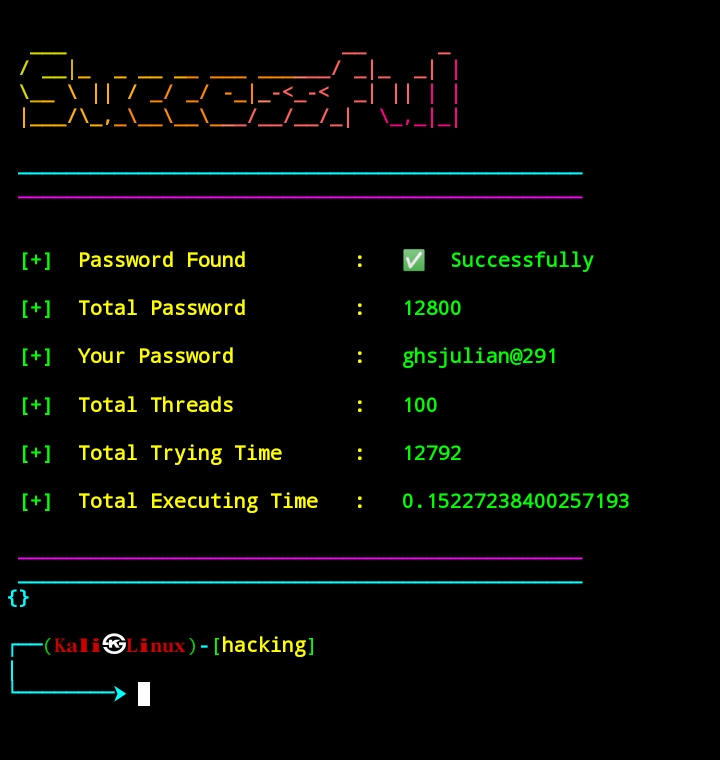 Successful
[+] Password Found : ✅ Successfully
[+] Total Password : 12800
[+] Your Password : ghsjulian@291
[+] Total Threads : 100
[+] Total Trying Time : 12792
[+] Total Executing Time : 0.15227238400257193
{}
(Kali Linux)-[hacking]